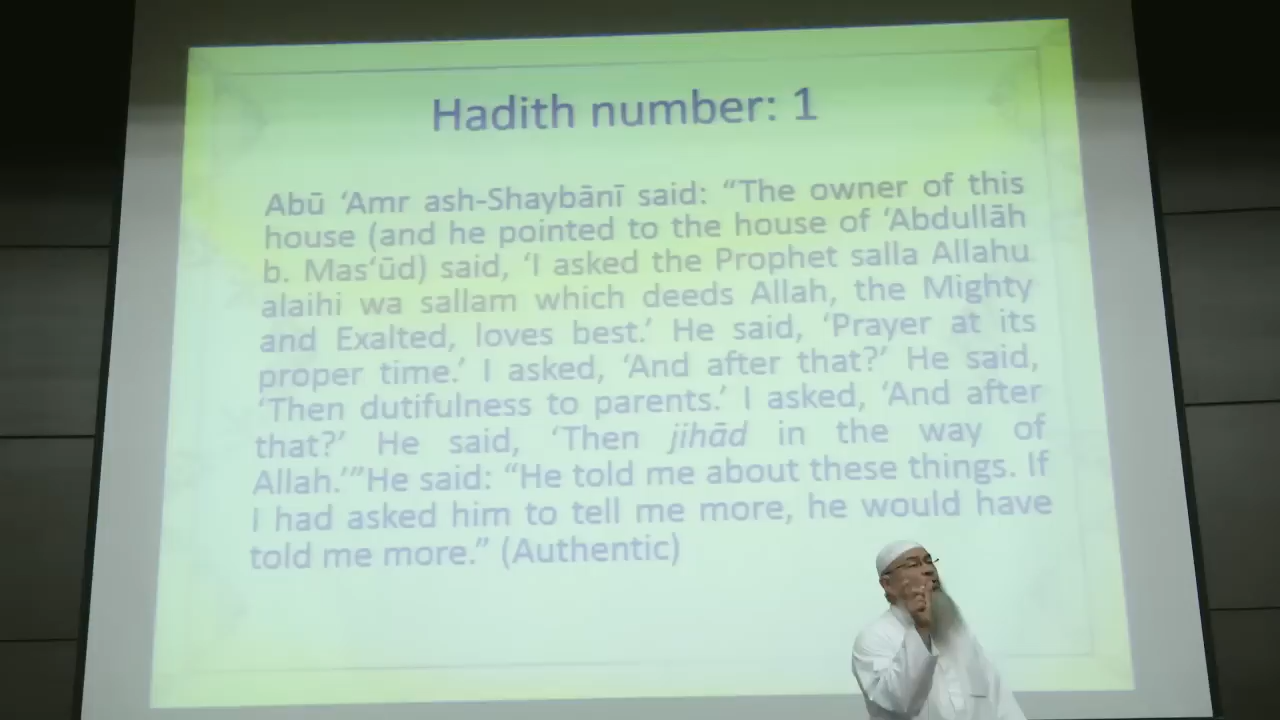 Hadith number: 1
Abū ‘Amr ash-Shaybānī said: “The owner of this
house (and he pointed to the house of ‘Abdullāh
b. Mas‘ūd) said, ‘I asked the Prophet salla Allahu
alaihi wa sallam which deeds Allah, the Mighty
and Exalted, loves best.’ He said, ‘Prayer at its
proper time.’ I asked, ‘And after that?’ He said,
‘Then dutifulness to parents.’ I asked, ‘And after
that?’ He said, ‘Then jihād in the way of
Allah.’”He said: “He told me about these things. If
I had asked him to tell me more, he would have
told me more.” (Authentic)